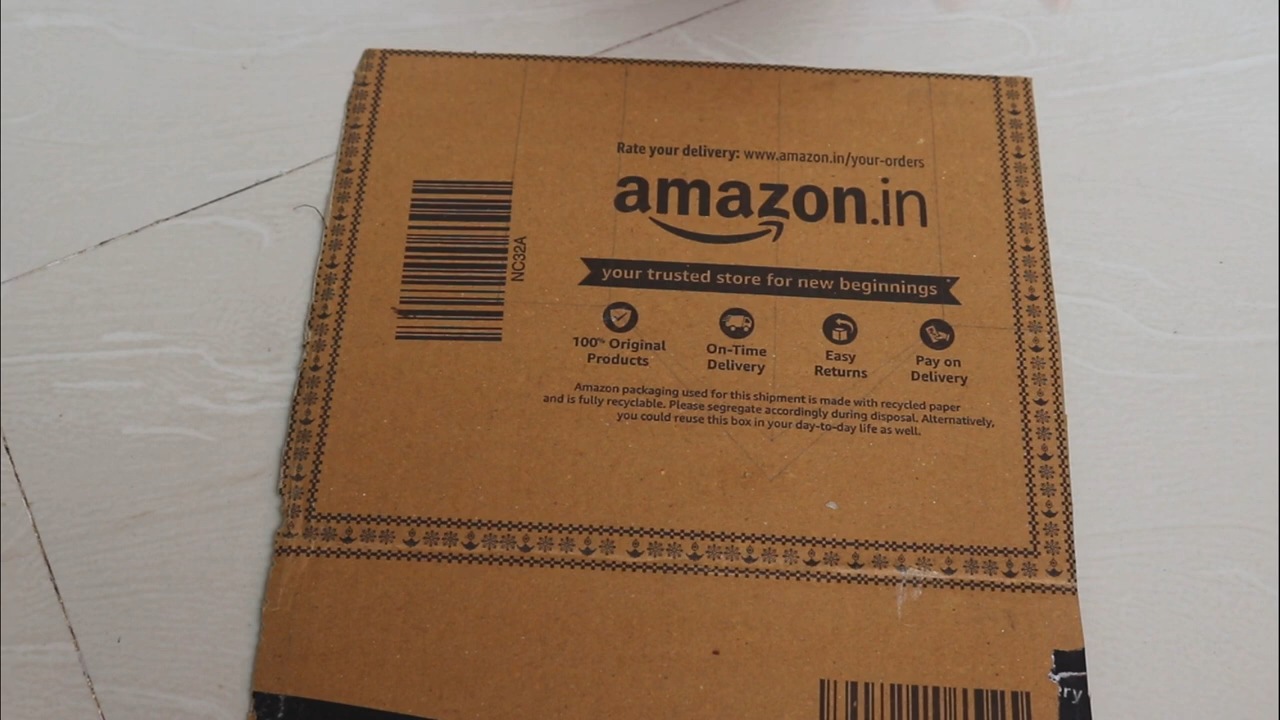 Rate your delivery: www.amazon.in/your-orders
amazon.in
NC32A
your trusted store for new beginnings
100% Original
Products
On-Time
Delivery
Easy
Returns
Pay on
Delivery
Amazon packaging used for this shipment is made with recycled paper
and is fully recyclable. Please segregate accordingly during disposal. Alternatively,
you could reuse this box in your day-to-day life as well.
ery